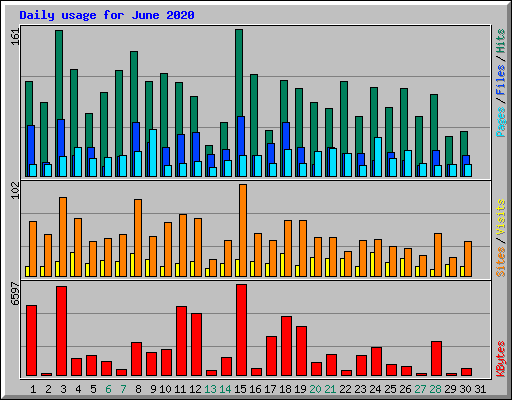 Daily usage for June 2020
161
Pages / Files / Hits
102
Sites / Visits
6597
KBytes
1 2 3 4 5 6 7 8 9 10 11 12 13 14 15 16 17 18 19 20 21 22 23 24 25 26 27 28 29 30 31